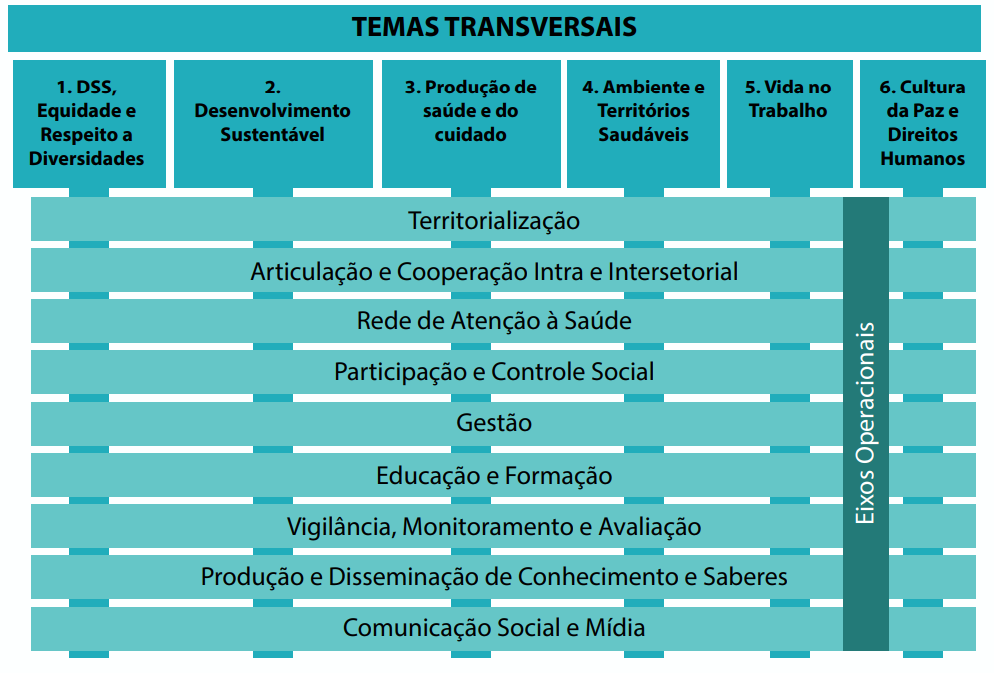 TEMAS TRANSVERSAIS
1. DSS,
Equidade e
Respeito a
Diversidades
2.
Desenvolvimento
Sustentável
3. Produção de
saúde e do
cuidado
4. Ambiente e
Territórios
Saudáveis
5. Vida no
Trabalho
6. Cultura
da Paz e
Direitos
Humanos
Territorialização
Articulação e Cooperação Intra e Intersetorial
Rede de Atenção à Saúde
Participação e Controle Social
Gestão
Educação e Formação
Vigilância, Monitoramento e Avaliação
Produção e Disseminação de Conhecimento e Saberes
Comunicação Social e Mídia
Eixos Operacionais